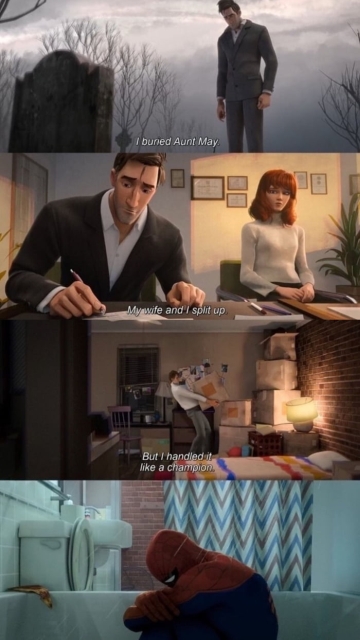 I buried Aunt May
My wife and I split up
But I handled it
like a champion.